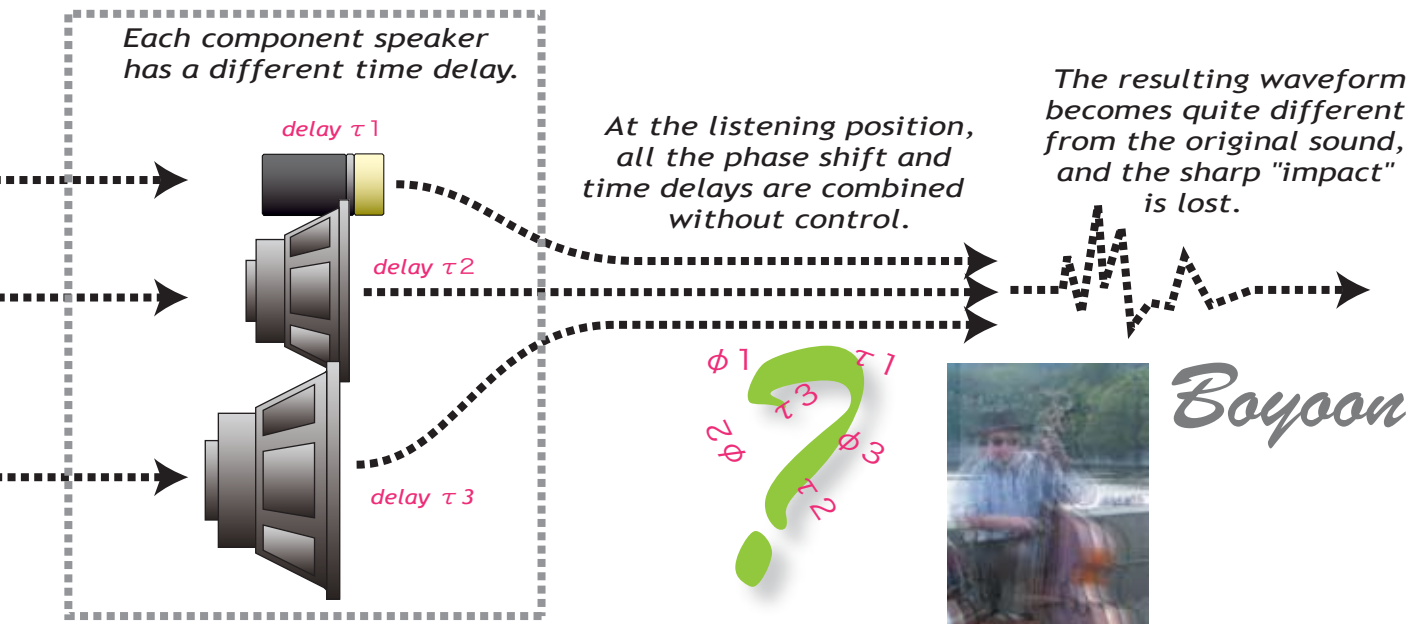 Each component speaker
has a different time delay.
delay τ1
delay τ2
delay τ3
At the listening position,
all the phase shift and
time delays are combined
without control.
The resulting waveform
becomes quite different
from the original sound,
and the sharp "impact"
is lost.
φ1
τ1
τ3
φ2
φ3
τ2
Boyoon